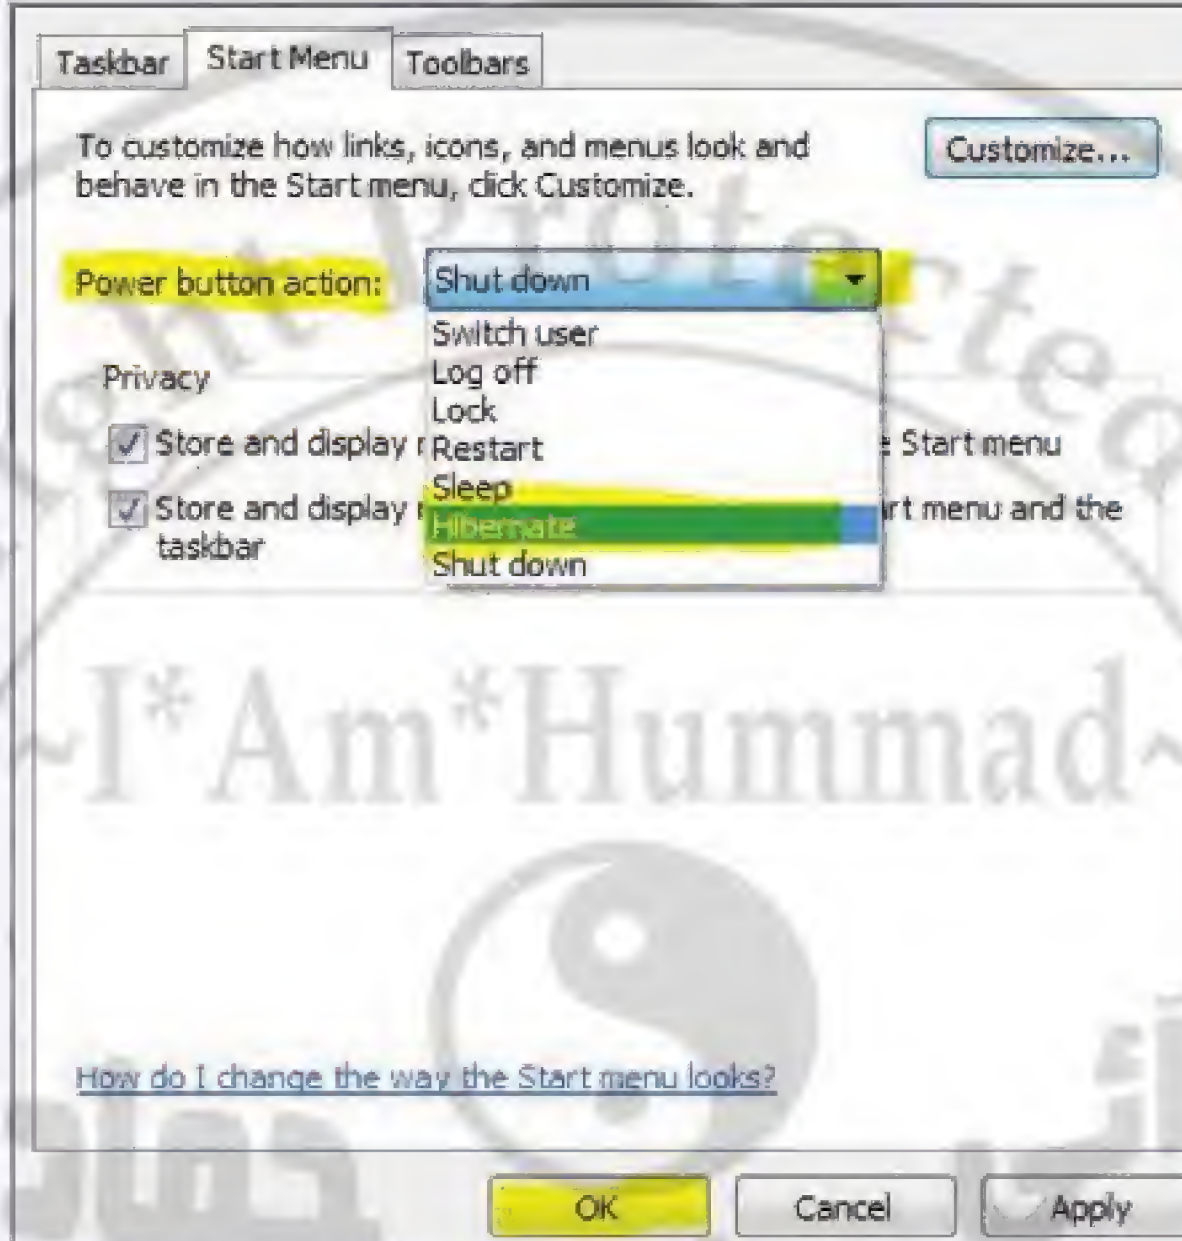 Taskbar Start Menu Toolbars
To customize how links, icons, and menus look and
behave in the Start menu, click Customize.
Customize...
Power button action: Shut down
Switch user
Log off
Lock
Restart
Sleep
Hibernate
Shut down
Privacy
Store and display e Start menu
Store and display art menu and the
taskbar
~I*Am*Hummad~
How do I change the way the Start menu looks?
OK Cancel Apply